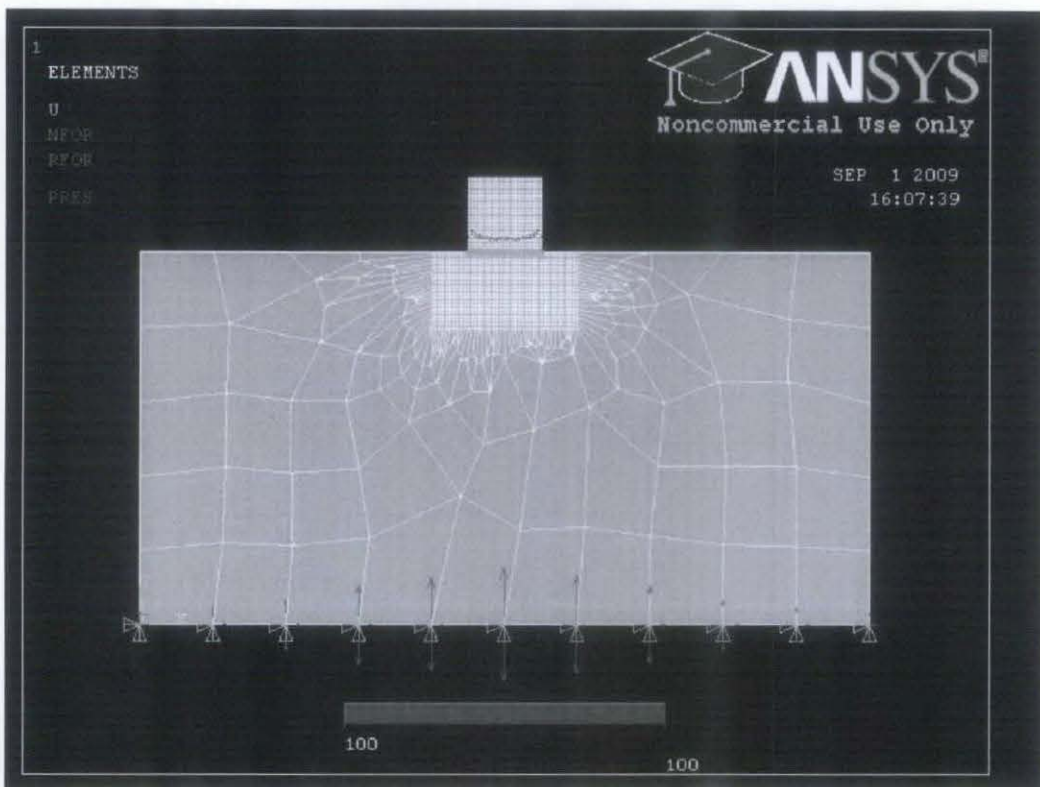 1
ELEMENTS
U
NFOR
RFOR
PRES
ANSYS
Noncommercial Use Only
SEP 1 2009
16:07:39
100
100